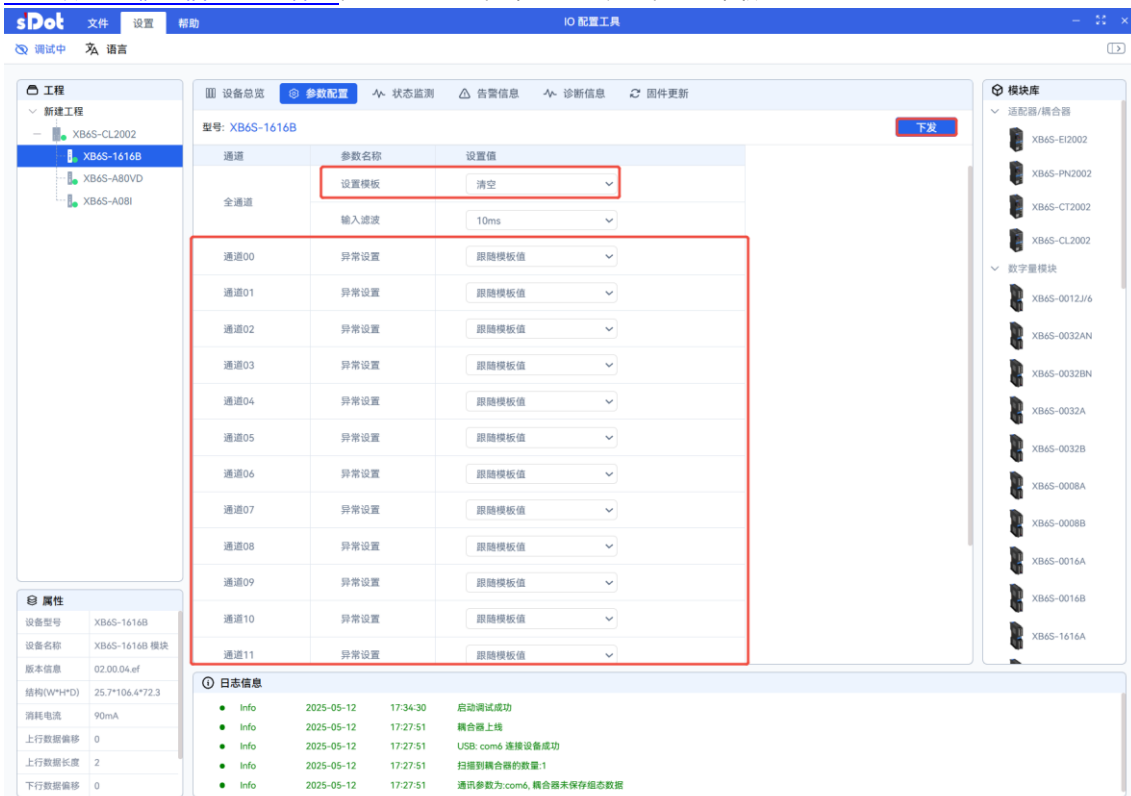 sDot 文件 设置 帮助 IO 配置工具
调试中 语言
工程
新建工程
XB6S-CL2002
XB6S-1616B
XB6S-A80VD
XB6S-A08I
设备总览 参数配置 状态监测 告警信息 诊断信息 固件更新
型号: XB6S-1616B 下发
通道 参数名称 设置值
全通道
设置模板 清空
输入滤波 10ms
通道00 异常设置 跟随模板值
通道01 异常设置 跟随模板值
通道02 异常设置 跟随模板值
通道03 异常设置 跟随模板值
通道04 异常设置 跟随模板值
通道05 异常设置 跟随模板值
通道06 异常设置 跟随模板值
通道07 异常设置 跟随模板值
通道08 异常设置 跟随模板值
通道09 异常设置 跟随模板值
通道10 异常设置 跟随模板值
通道11 异常设置 跟随模板值
模块库
适配器/耦合器
XB6S-EI2002
XB6S-PN2002
XB6S-CT2002
XB6S-CL2002
数字量模块
XB6S-0012J/6
XB6S-0032AN
XB6S-0032BN
XB6S-0032A
XB6S-0032B
XB6S-0008A
XB6S-0008B
XB6S-0016A
XB6S-0016B
XB6S-1616A
属性
设备型号 XB6S-1616B
设备名称 XB6S-1616B 模块
版本信息 02.00.04.ef
结构(W*H*D) 25.7*106.4*72.3
消耗电流 90mA
上行数据偏移 0
上行数据长度 2
下行数据偏移 0
日志信息
Info 2025-05-12 17:34:30 启动调试成功
Info 2025-05-12 17:27:51 耦合器上线
Info 2025-05-12 17:27:51 USB: com6 连接设备成功
Info 2025-05-12 17:27:51 扫描到耦合器的数量:1
Info 2025-05-12 17:27:51 通讯参数为:com6, 耦合器未保存组态数据